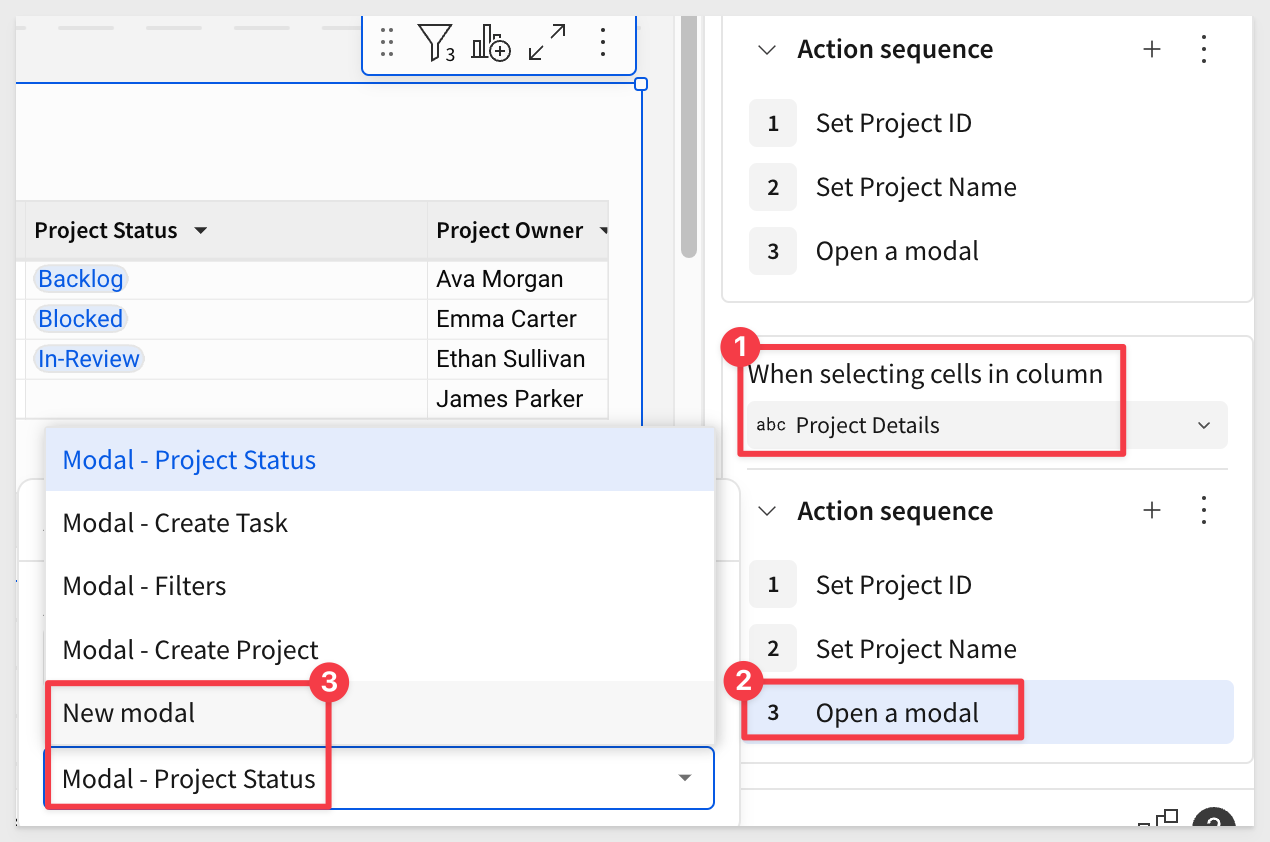 3
Project Status
Project Owner
Backlog
Ava Morgan
Blocked
Emma Carter
In-Review
Ethan Sullivan
James Parker
Modal - Project Status
Modal - Create Task
Modal - Filters
Modal - Create Project
3
New modal
Modal - Project Status
Action sequence
1 Set Project ID
2 Set Project Name
3 Open a modal
1
When selecting cells in column
abc Project Details
Action sequence
1 Set Project ID
2 Set Project Name
2
3 Open a modal
?